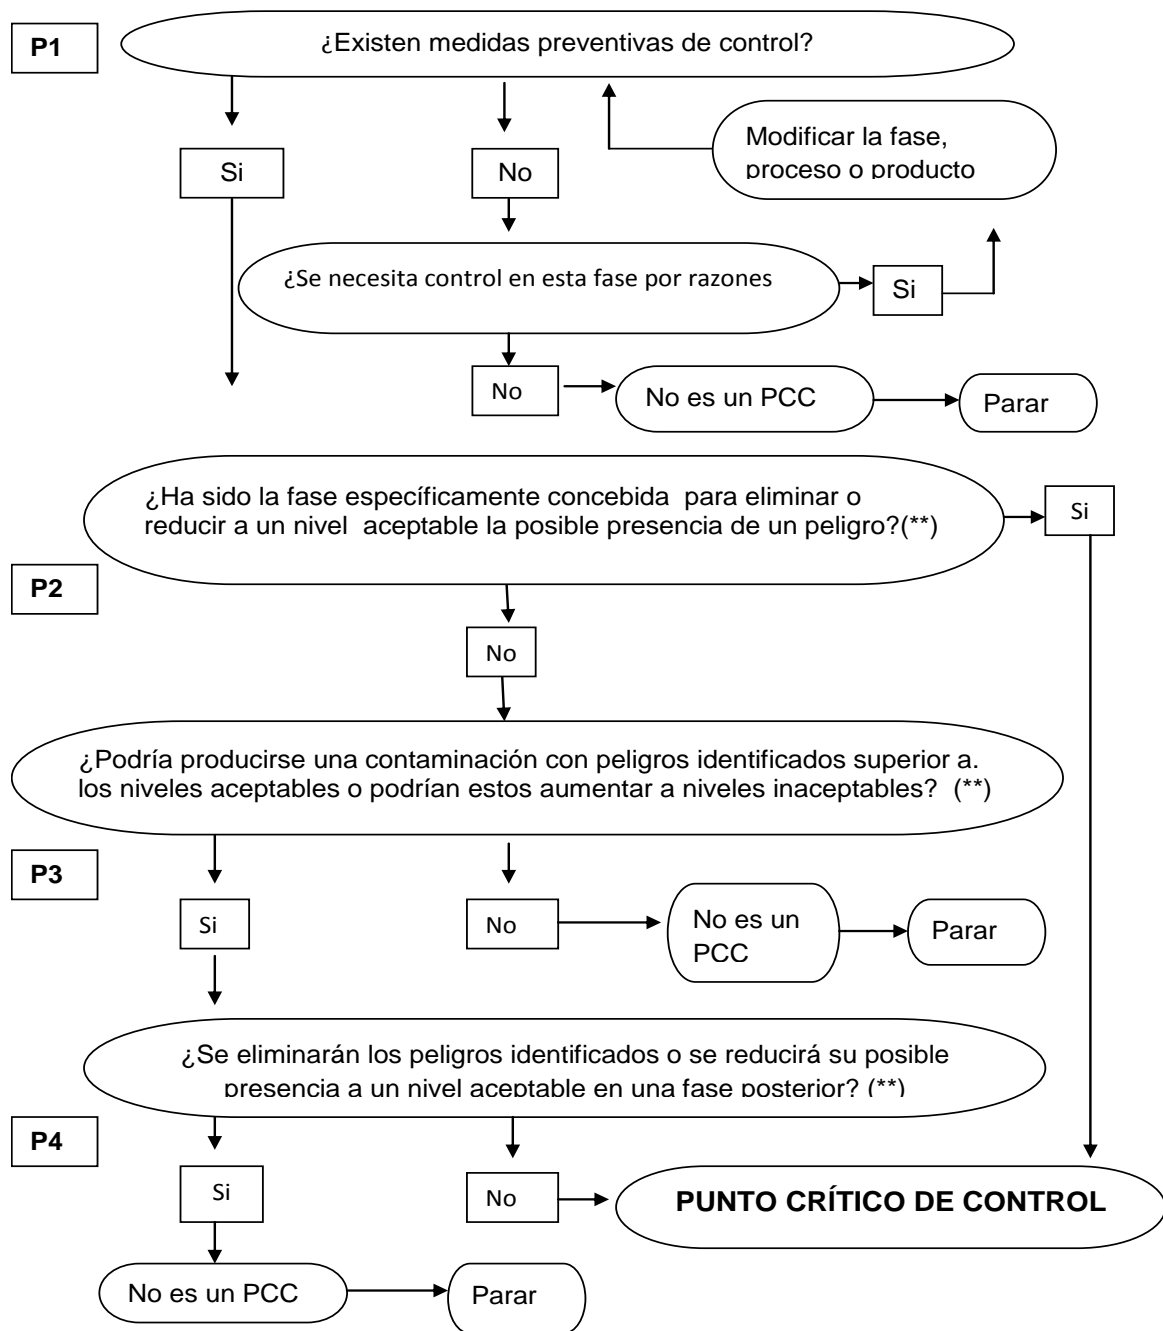 P1
¿Existen medidas preventivas de control?
Si
No
Modificar la fase,
proceso o producto
¿Se necesita control en esta fase por razones
Si
No
No es un PCC
Parar
¿Ha sido la fase específicamente concebida para eliminar o
reducir a un nivel aceptable la posible presencia de un peligro?(**)
Si
P2
No
¿Podría producirse una contaminación con peligros identificados superior a.
los niveles aceptables o podrían estos aumentar a niveles inaceptables? (**)
P3
Si
No
No es un
PCC
Parar
¿Se eliminarán los peligros identificados o se reducirá su posible
presencia a un nivel aceptable en una fase posterior? (**)
P4
Si
No
PUNTO CRÍTICO DE CONTROL
No es un PCC
Parar